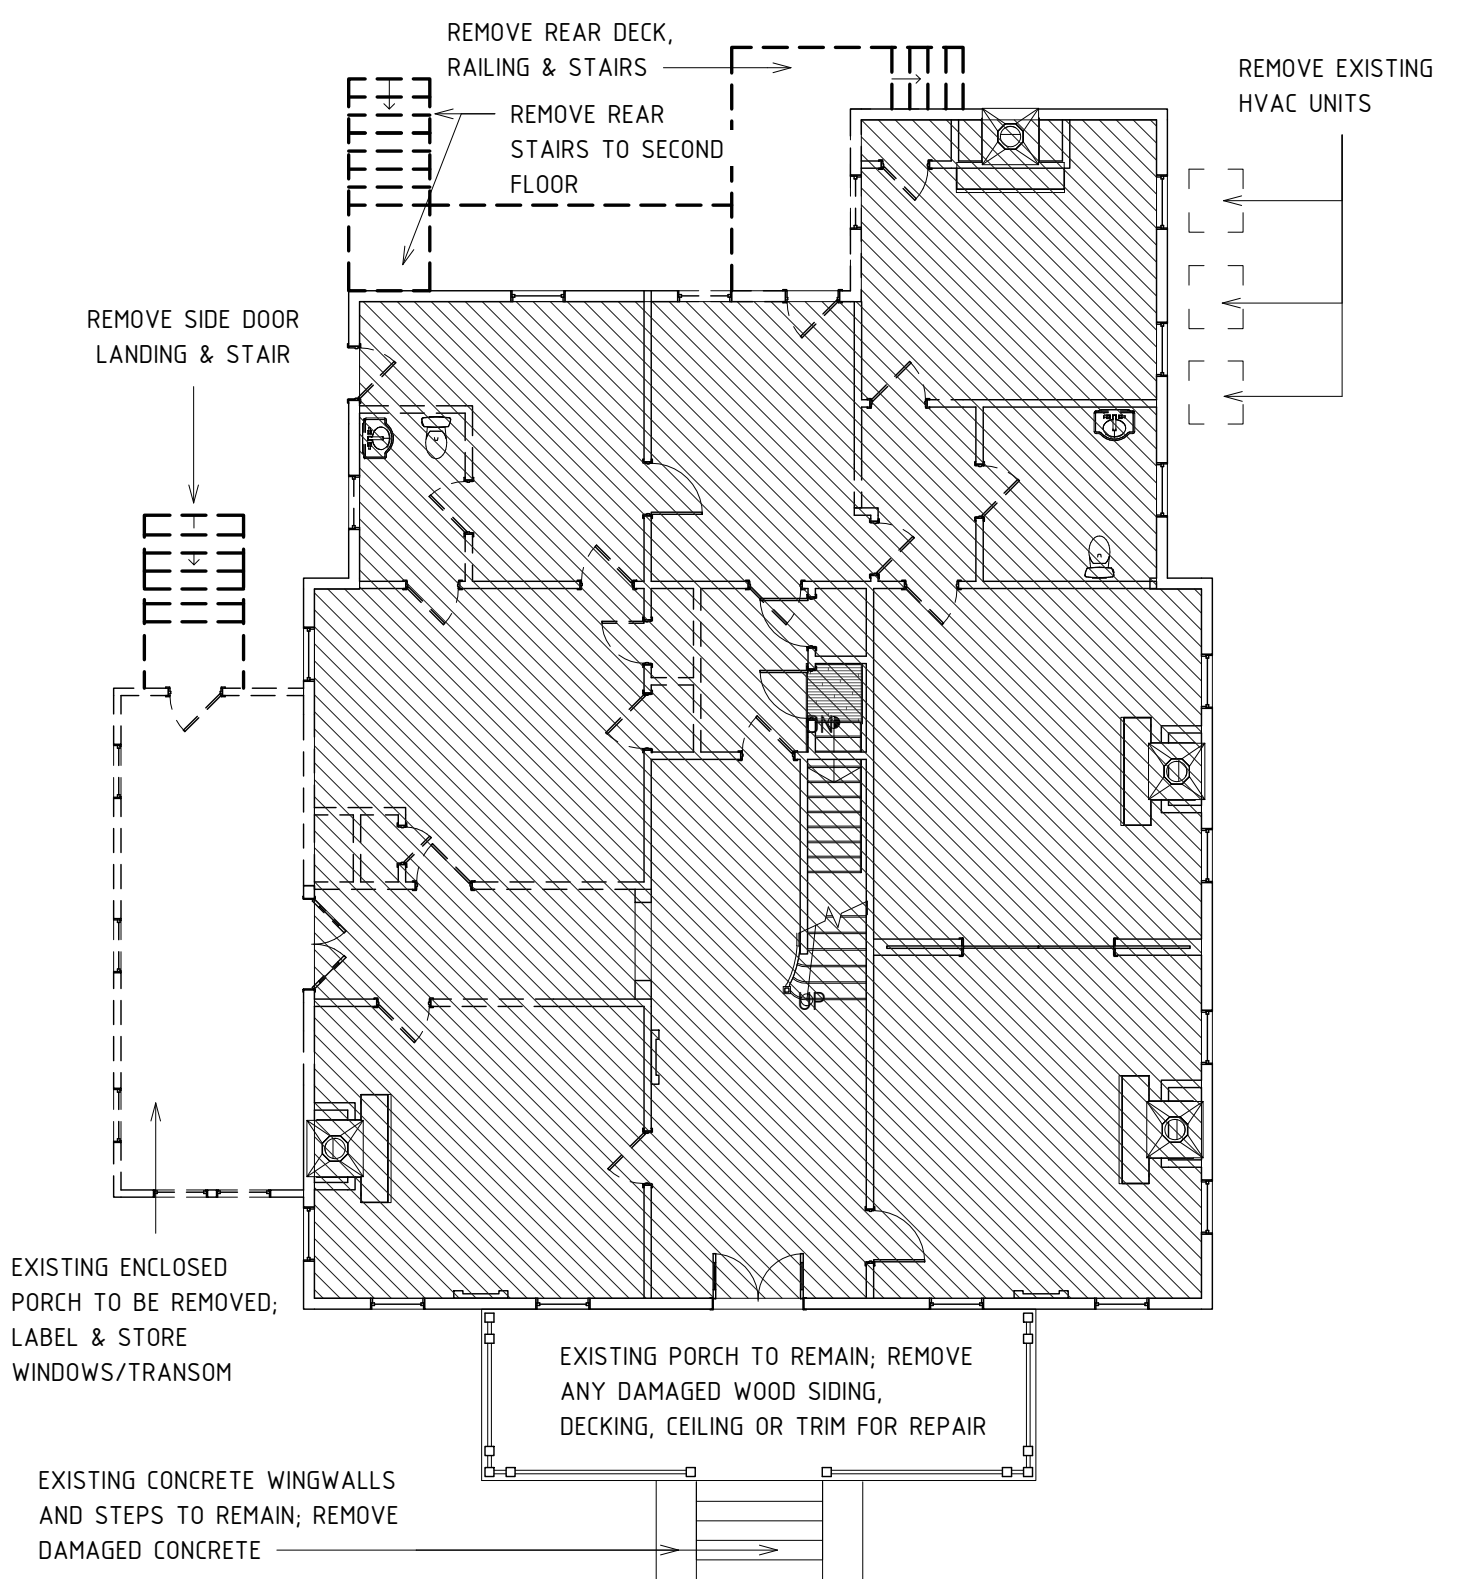 REMOVE REAR DECK,
RAILING & STAIRS
REMOVE EXISTING
HVAC UNITS
REMOVE REAR
STAIRS TO SECOND
FLOOR
REMOVE SIDE DOOR
LANDING & STAIR
UP
EXISTING ENCLOSED
PORCH TO BE REMOVED;
LABEL & STORE
WINDOWS/TRANSOM
EXISTING PORCH TO REMAIN; REMOVE
ANY DAMAGED WOOD SIDING,
DECKING, CEILING OR TRIM FOR REPAIR
EXISTING CONCRETE WINGWALLS
AND STEPS TO REMAIN; REMOVE
DAMAGED CONCRETE